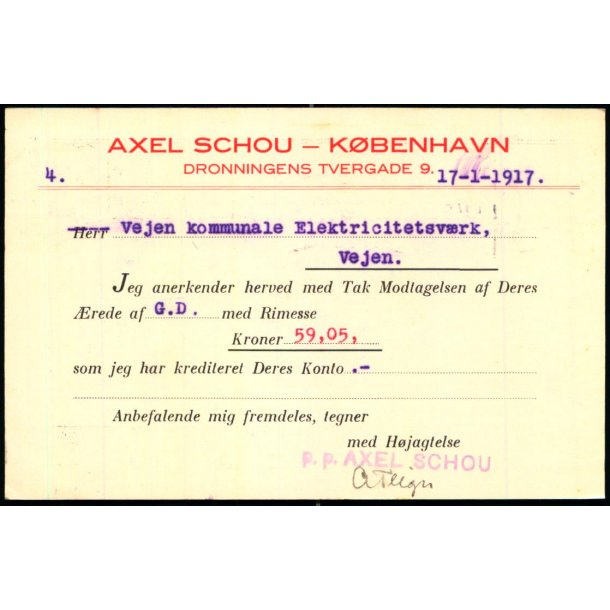 AXEL SCHOU — KØBENHAVN
DRONNINGENS TVERGADE 9.
4. 17-1-1917.
Herr Vejen kommunale Elektricitetsværk,
Vejen.
Jeg anerkender herved med Tak Modtagelsen af Deres
Ærede af G.D. med Rimesse
Kroner 59,05,
som jeg har krediteret Deres Konto .-
Anbefalende mig fremdeles, tegner
med Højagtelse
p. p. AXEL SCHOU